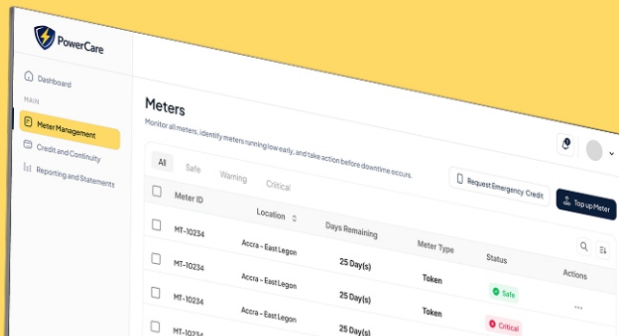 PowerCare
Dashboard
MAIN
Meter Management
Credit and Continuity
Reporting and Statements
Meters
Monitor all meters, identify meters running low early, and take action before downtime occurs.
Request Emergency Credit
Top up Meter
All Safe Warning Critical
Meter ID Location Days Remaining Meter Type Status Actions
MT-10234 Accra - East Legon 25 Day(s) Token Safe
MT-10234 Accra - East Legon 25 Day(s) Token Critical
MT-10234 Accra - East Legon 25 Day(s)
MT-10234